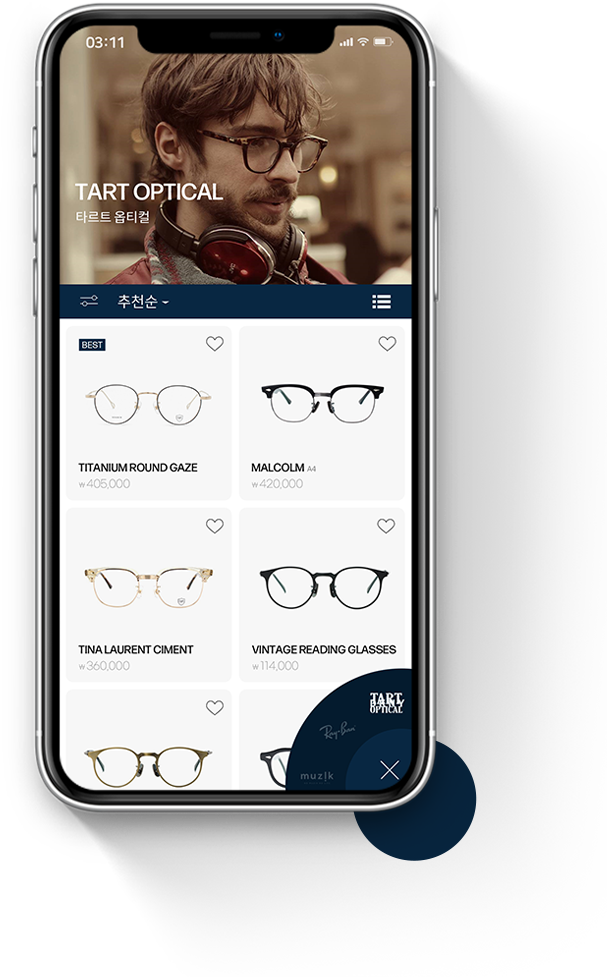 03:11
TART OPTICAL
타르트 옵티컬
추천순
BEST
TITANIUM ROUND GAZE
₩405,000
MALCOLM A4
₩420,000
TINA LAURENT CIMENT
₩360,000
VINTAGE READING GLASSES
₩114,000
TART
OPTICAL
Ray-Ban
muzik